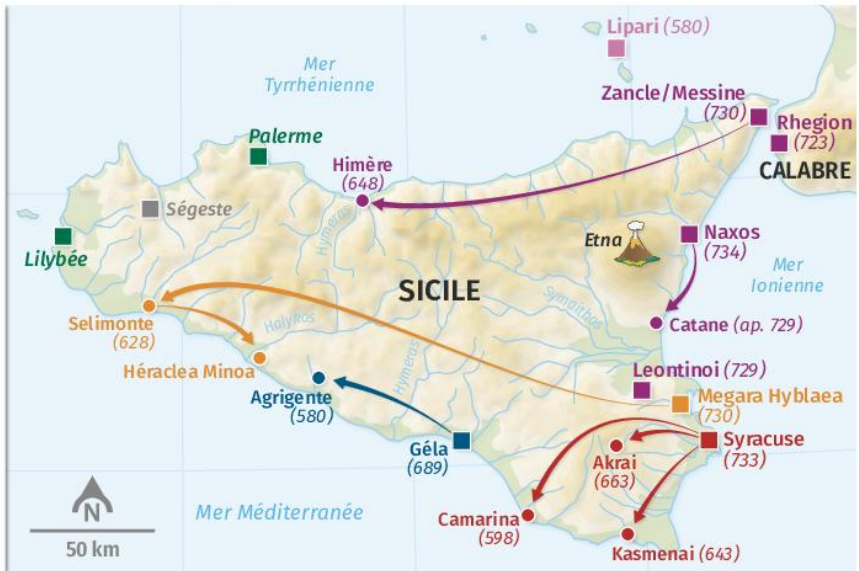 Lipari (580)
Mer
Tyrrhénienne
Zancle/Messine
(730)
Rhegion
(723)
CALABRE
Palerme
Himère
(648)
Ségeste
Himeras
Lilybée
Etna
Naxos
(734)
Mer
Ionienne
SICILE
Symaithos
Selimonte
(628)
Halykos
Catane (ap. 729)
Héraclea Minoa
Himeras
Leontinoi (729)
Agrigente
(580)
Megara Hyblaea
(730)
Géla
(689)
Syracuse
(733)
Akrai
(663)
N
50 km
Mer Méditerranée
Camarina
(598)
Kasmenai (643)